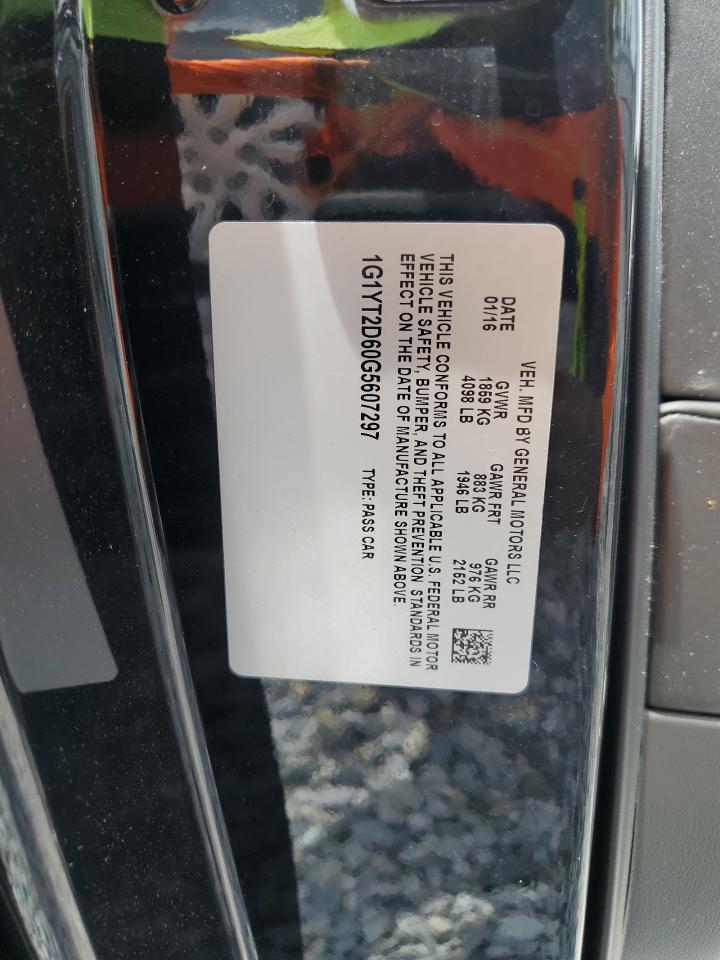 VEH. MFD BY GENERAL MOTORS LLC
DATE GVWR GAWR FRT GAWR RR
01/16 1859 KG 883 KG 976 KG
4098 LB 1946 LB 2152 LB
THIS VEHICLE CONFORMS TO ALL APPLICABLE U.S. FEDERAL MOTOR
VEHICLE SAFETY, BUMPER, AND THEFT PREVENTION STANDARDS IN
EFFECT ON THE DATE OF MANUFACTURE SHOWN ABOVE.
1G1YT2D60G5607297 TYPE: PASS CAR